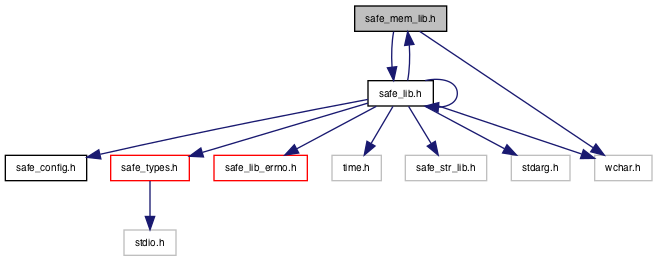 safe_mem_lib.h
safe_lib.h
safe_config.h
safe_types.h
safe_lib_errno.h
time.h
safe_str_lib.h
stdarg.h
wchar.h
stdio.h